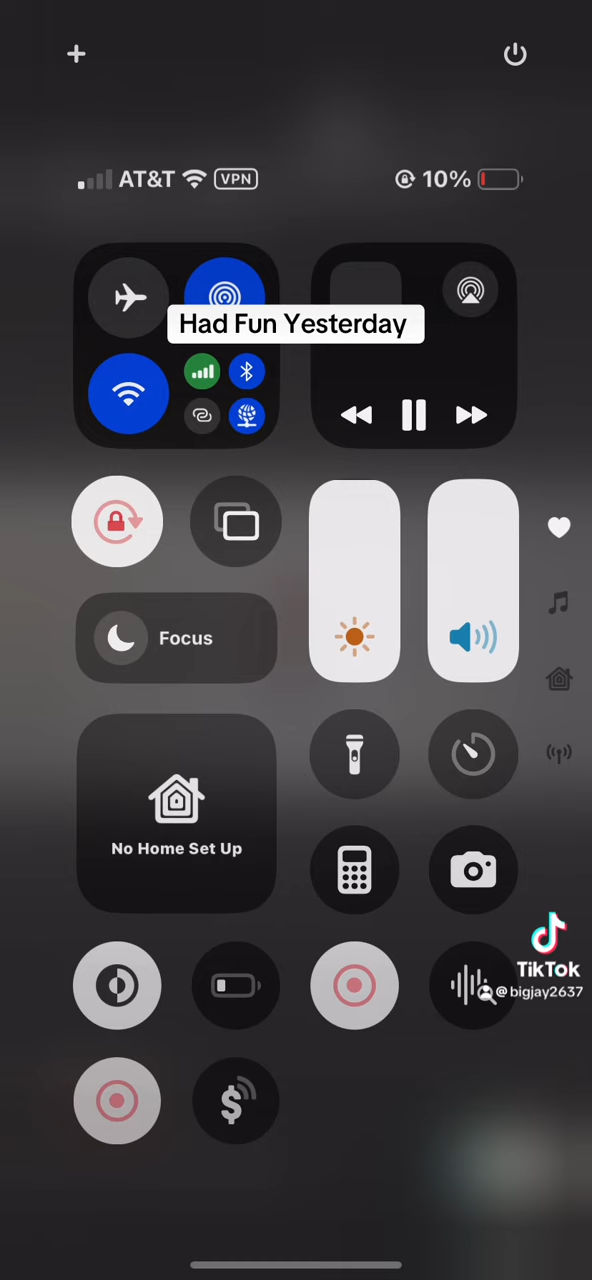 AT&T VPN 10%
Had Fun Yesterday
Focus
No Home Set Up
TikTok
@bigjay2637